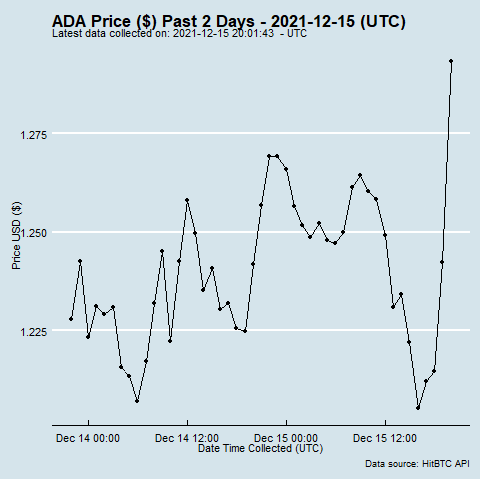 ADA Price ($) Past 2 Days - 2021-12-15 (UTC)
Latest data collected on: 2021-12-15 20:01:43 - UTC
1.275
1.250
1.225
Price USD ($)
Dec 14 00:00 Dec 14 12:00 Dec 15 00:00 Dec 15 12:00
Date Time Collected (UTC)
Data source: HitBTC API